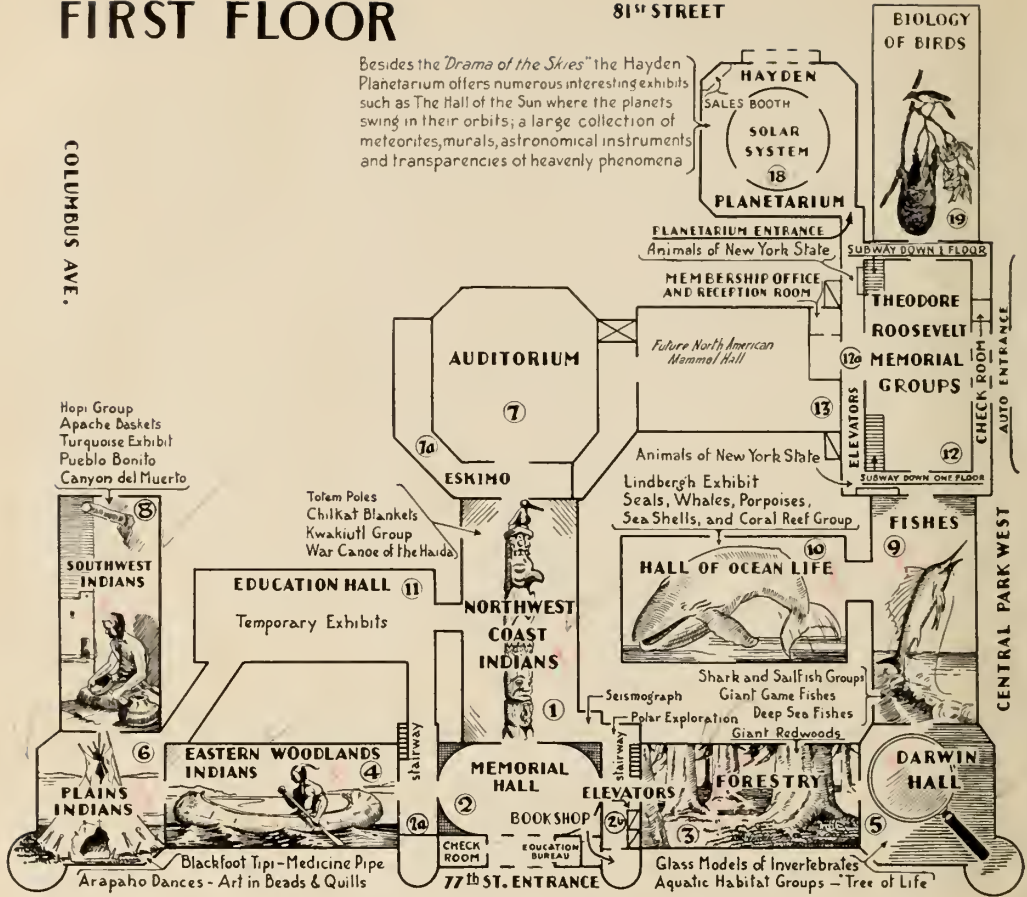 FIRST FLOOR
81ST STREET
COLUMBUS AVE.
Besides the "Drama of the Skies" the Hayden
Planetarium offers numerous interesting exhibits
such as The Hall of the Sun where the planets
swing in their orbits; a large collection of
meteorites, murals, astronomical instruments
and transparencies of heavenly phenomena
HAYDEN
SALES BOOTH
SOLAR
SYSTEM
18
PLANETARIUM
BIOLOGY
OF BIRDS
19
PLANETARIUM ENTRANCE
Animals of New York State
SUBWAY DOWN 1 FLOOR
MEMBERSHIP OFFICE
AND RECEPTION ROOM
THEODORE
ROOSEVELT
MEMORIAL
GROUPS
12a
12
CHECK ROOM
AUTO ENTRANCE
ELEVATORS
SUBWAY DOWN ONE FLOOR
Future North American
Mammal Hall
13
AUDITORIUM
7
7a
ESKIMO
Animals of New York State
Lindbergh Exhibit
Seals, Whales, Porpoises,
Sea Shells, and Coral Reef Group
HALL OF OCEAN LIFE
10
FISHES
9
CENTRAL PARK WEST
Hopi Group
Apache Baskets
Turquoise Exhibit
Pueblo Bonito
Canyon del Muerto
8
SOUTHWEST
INDIANS
Totem Poles
Chilkat Blankets
Kwakiutl Group
War Canoe of the Haida
EDUCATION HALL
11
Temporary Exhibits
NORTHWEST
COAST
INDIANS
1
Seismograph
Polar Exploration
Shark and Sailfish Groups
Giant Game Fishes
Deep Sea Fishes
Giant Redwoods
6
PLAINS
INDIANS
EASTERN WOODLANDS
INDIANS
4
stairway
2a
MEMORIAL
HALL
2
stairway
ELEVATORS
BOOK SHOP
2b
CHECK
ROOM
EDUCATION
BUREAU
FORESTRY
3
DARWIN
HALL
5
Blackfoot Tipi-Medicine Pipe
Arapaho Dances - Art in Beads & Quills
77th ST. ENTRANCE
Glass Models of Invertebrates
Aquatic Habitat Groups - "Tree of Life"